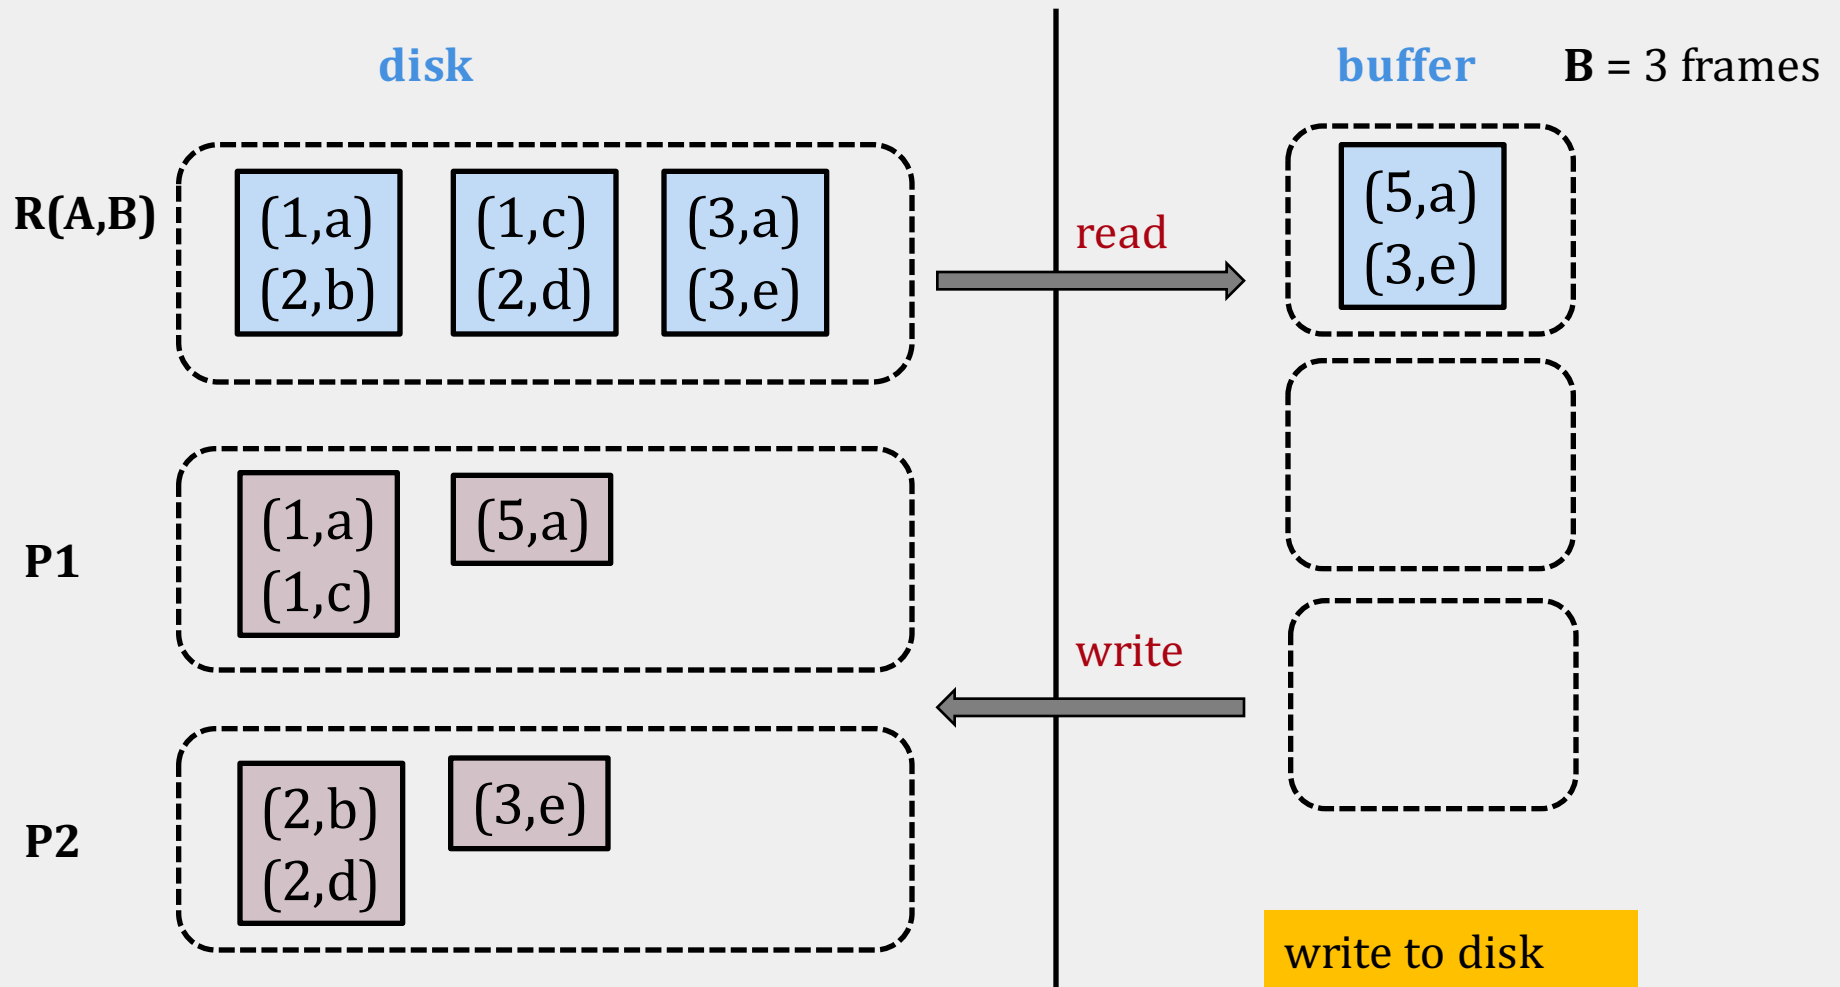 disk
buffer
B = 3 frames
R(A,B)
(1,a)
(2,b)
(1,c)
(2,d)
(3,a)
(3,e)
read
(5,a)
(3,e)
P1
(1,a)
(1,c)
(5,a)
write
P2
(2,b)
(2,d)
(3,e)
write to disk